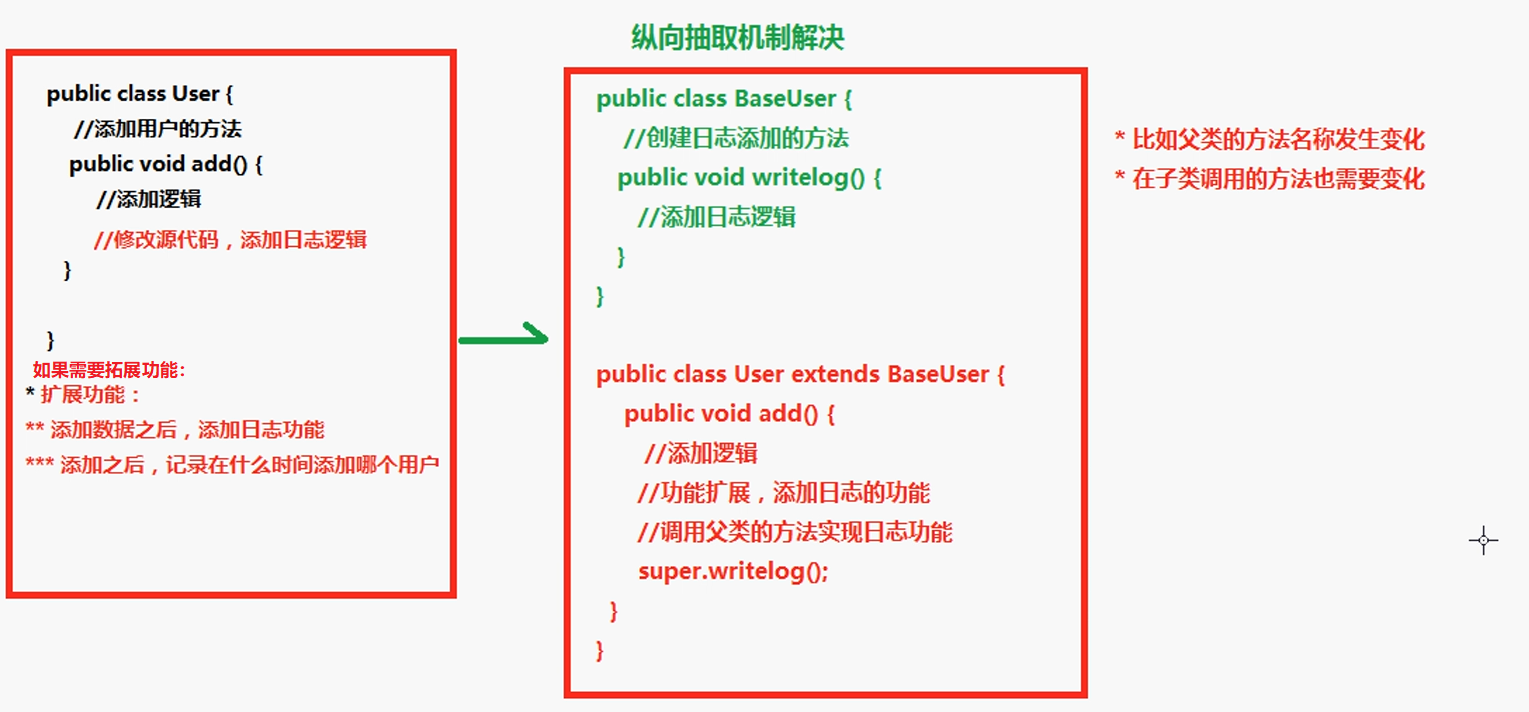 纵向抽取机制解决
public class User {
//添加用户的方法
public void add() {
//添加逻辑
//修改源代码，添加日志逻辑
}
}
如果需要拓展功能：
* 扩展功能：
** 添加数据之后，添加日志功能
*** 添加之后，记录在什么时间添加哪个用户
public class BaseUser {
//创建日志添加的方法
public void writelog() {
//添加日志逻辑
}
}
public class User extends BaseUser {
public void add() {
//添加逻辑
//功能扩展，添加日志的功能
//调用父类的方法实现日志功能
super.writelog();
}
}
* 比如父类的方法名称发生变化
* 在子类调用的方法也需要变化